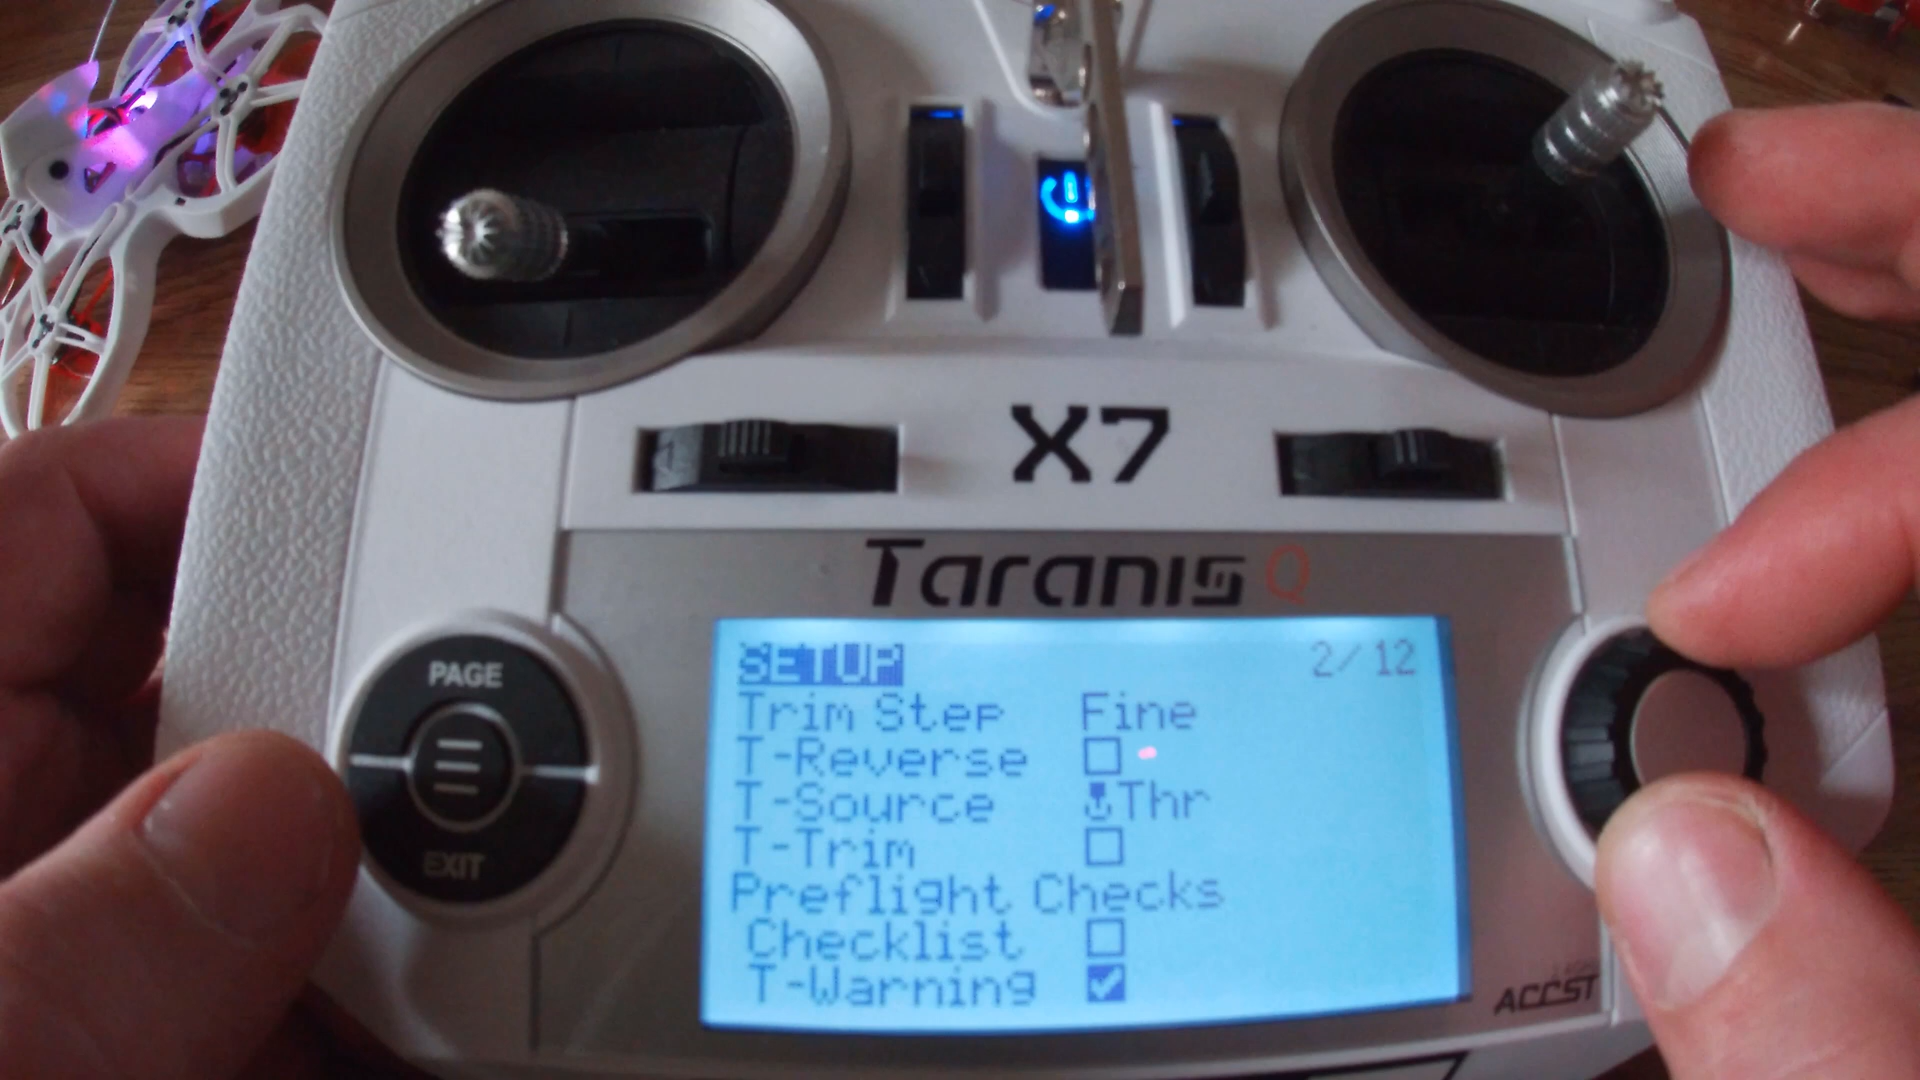 X7
Taranis Q
PAGE
EXIT
SETUP 2/12
Trim Step Fine
T-Reverse
T-Source Thr
T-Trim
Preflight Checks
Checklist
T-Warning
ACCST